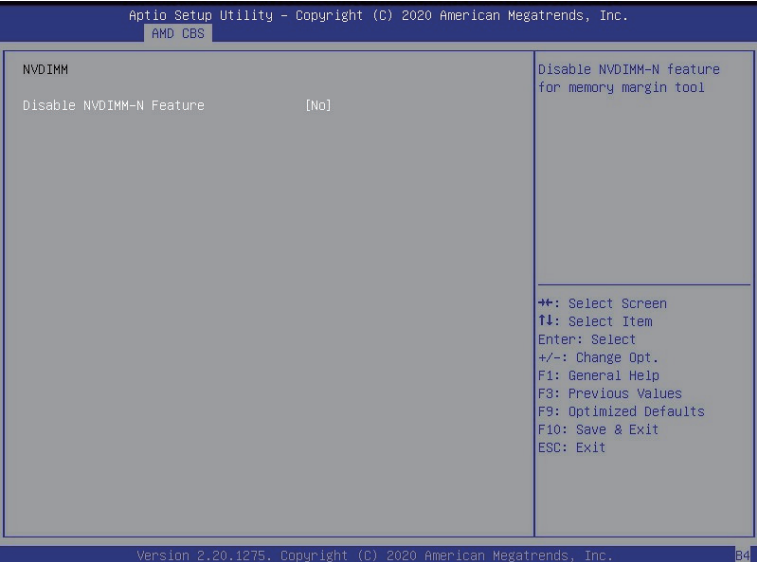 Aptio Setup Utility – Copyright (C) 2020 American Megatrends, Inc.
AMD CBS
NVDIMM
Disable NVDIMM-N Feature [No]
Disable NVDIMM-N feature
for memory margin tool
→←: Select Screen
↑↓: Select Item
Enter: Select
+/-: Change Opt.
F1: General Help
F3: Previous Values
F9: Optimized Defaults
F10: Save & Exit
ESC: Exit
Version 2.20.1275. Copyright (C) 2020 American Megatrends, Inc.
B4